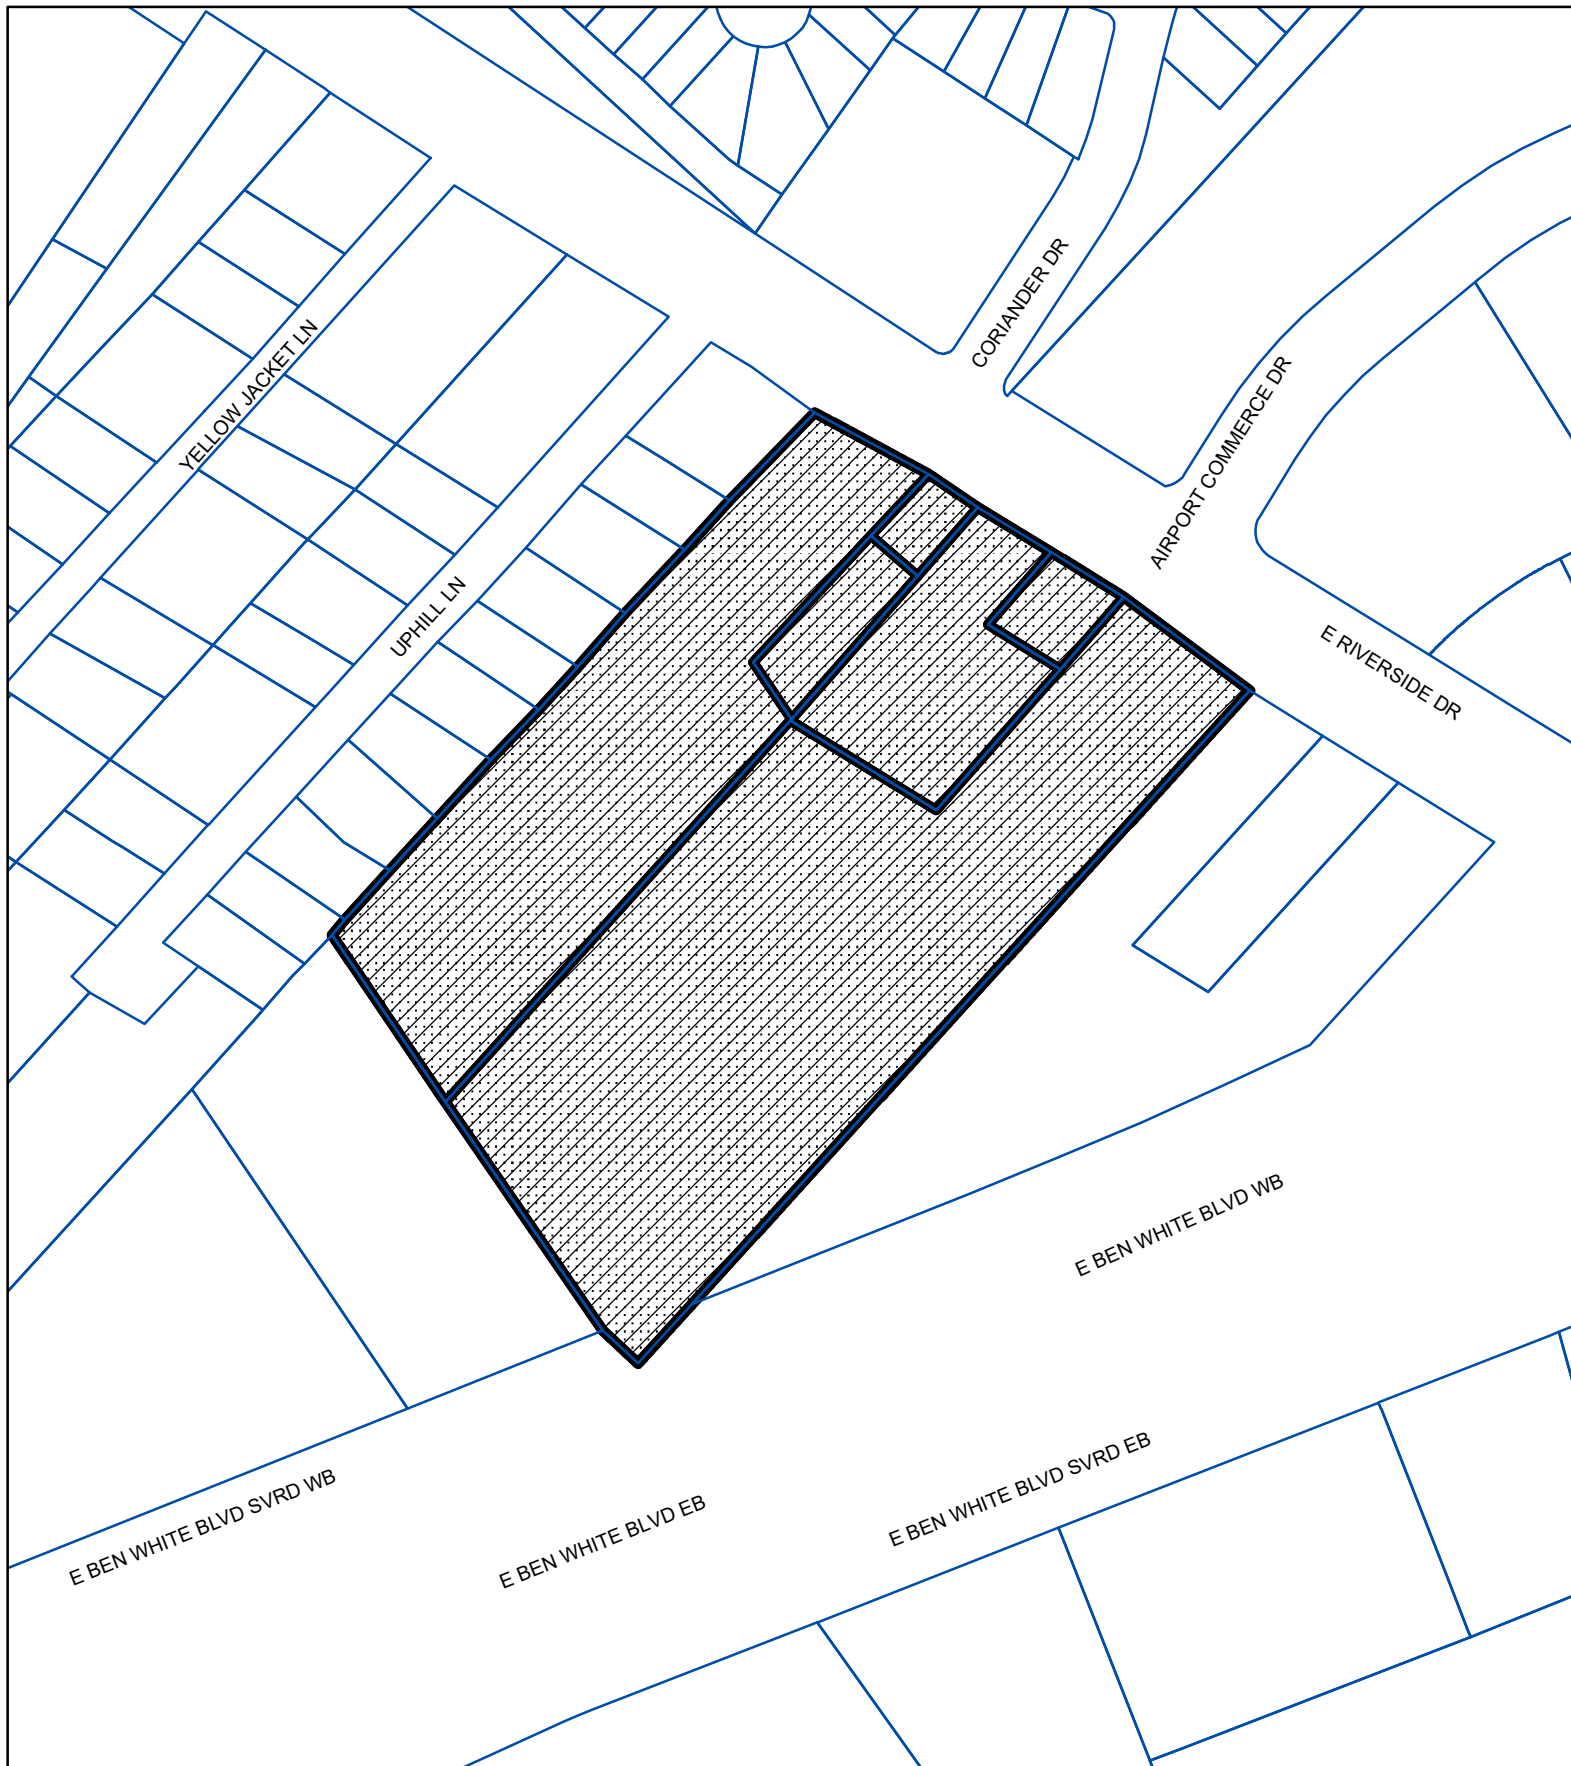 CORIANDER DR
YELLOW JACKET LN
AIRPORT COMMERCE DR
UPHILL LN
E RIVERSIDE DR
E BEN WHITE BLVD WB
E BEN WHITE BLVD SVRD EB
E BEN WHITE BLVD SVRD WB
E BEN WHITE BLVD EB